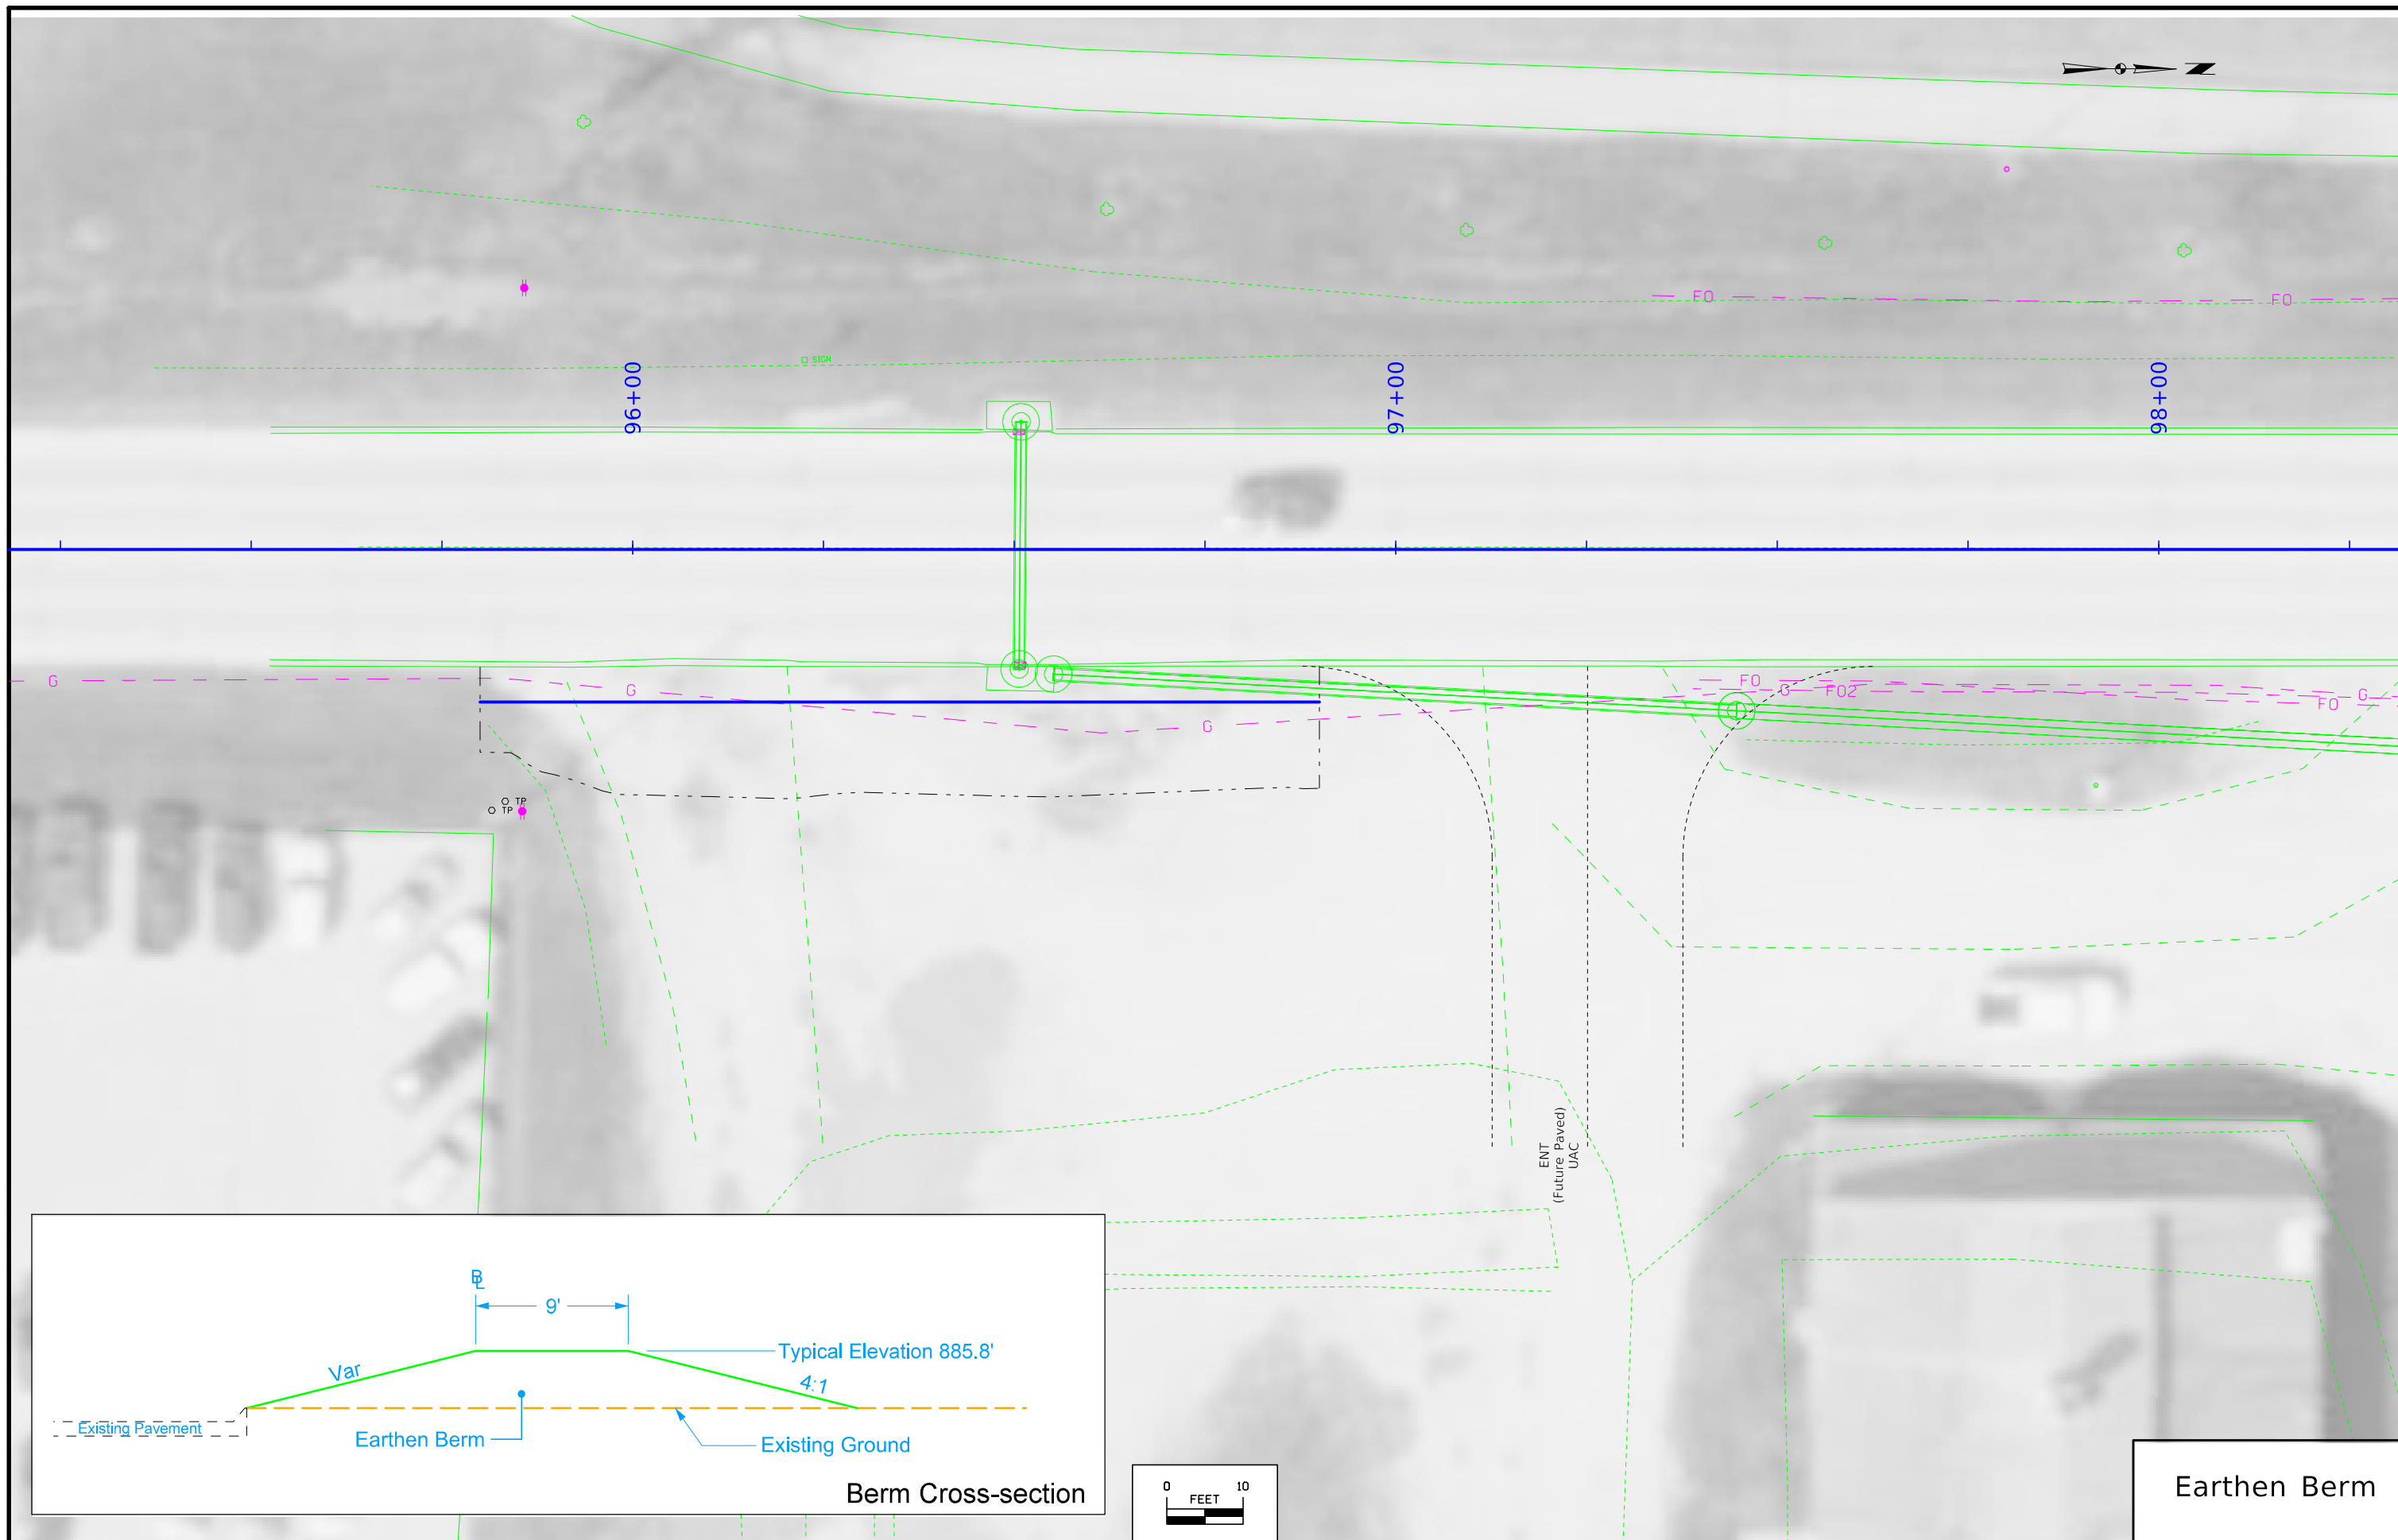 N
FO
FO
SIGN
96+00
97+00
98+00
G
G
G
FO
G
FO2
G
FO
TP
TP
ENT
(Future Paved)
UAC
BL
9'
Typical Elevation 885.8'
Var
4:1
Existing Pavement
Earthen Berm
Existing Ground
Berm Cross-section
0 10
FEET
Earthen Berm